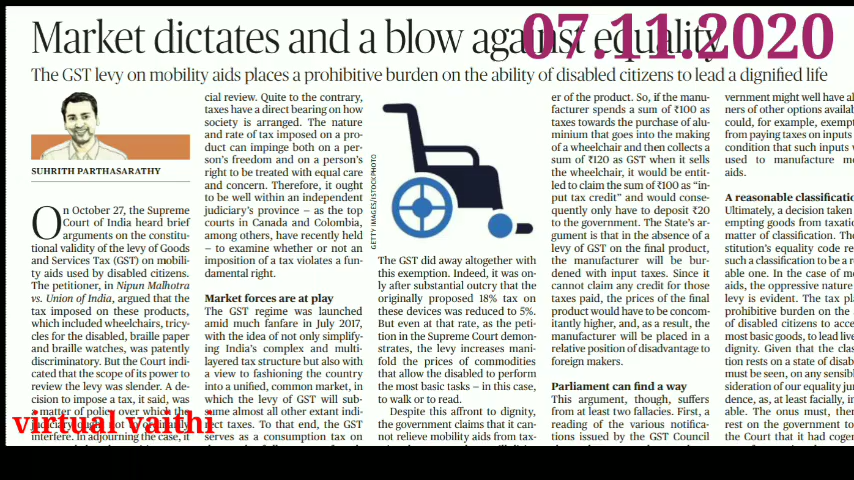 Market dictates and a blow against equality
07.11.2020
The GST levy on mobility aids places a prohibitive burden on the ability of disabled citizens to lead a dignified life
SUHRITH PARTHASARATHY
On October 27, the Supreme
Court of India heard brief
arguments on the constitu-
tional validity of the levy of Goods
and Services Tax (GST) on mobili-
ty aids used by disabled citizens.
The petitioner, in Nipun Malhotra
vs. Union of India, argued that the
tax imposed on these products,
which included wheelchairs, tricy-
cles for the disabled, braille paper
and braille watches, was patently
discriminatory. But the Court indi-
cated that the scope of its power to
review the levy was slender. A de-
cision to impose a tax, it said, was
a matter of policy over which the
judiciary ought not to ordinarily
interfere. In adjourning the case, it
virtual vaithi
cial review. Quite to the contrary,
taxes have a direct bearing on how
society is arranged. The nature
and rate of tax imposed on a pro-
duct can impinge both on a per-
son's freedom and on a person's
right to be treated with equal care
and concern. Therefore, it ought
to be well within an independent
judiciary's province – as the top
courts in Canada and Colombia,
among others, have recently held
– to examine whether or not an
imposition of a tax violates a fun-
damental right.
Market forces are at play
The GST regime was launched
amid much fanfare in July 2017,
with the idea of not only simplify-
ing India's complex and multi-
layered tax structure but also with
a view to fashioning the country
into a unified, common market, in
which the levy of GST will sub-
sume almost all other extant indi-
rect taxes. To that end, the GST
serves as a consumption tax on
GETTY IMAGES/ISTOCKPHOTO
The GST did away altogether with
this exemption. Indeed, it was on-
ly after substantial outcry that the
originally proposed 18% tax on
these devices was reduced to 5%.
But even at that rate, as the peti-
tion in the Supreme Court demon-
strates, the levy increases mani-
fold the prices of commodities
that allow the disabled to perform
the most basic tasks – in this case,
to walk or to read.
Despite this affront to dignity,
the government claims that it can-
not relieve mobility aids from tax-
er of the product. So, if the manu-
facturer spends a sum of ₹100 as
taxes towards the purchase of alu-
minium that goes into the making
of a wheelchair and then collects a
sum of ₹120 as GST when it sells
the wheelchair, it would be entit-
led to claim the sum of ₹100 as "in-
put tax credit" and would conse-
quently only have to deposit ₹20
to the government. The State's ar-
gument is that in the absence of a
levy of GST on the final product,
the manufacturer will be bur-
dened with input taxes. Since it
cannot claim any credit for those
taxes paid, the prices of the final
product would have to be concom-
itantly higher, and, as a result, the
manufacturer will be placed in a
relative position of disadvantage to
foreign makers.
Parliament can find a way
This argument, though, suffers
from at least two fallacies. First, a
reading of the various notifica-
tions issued by the GST Council
vernment might well have al
ners of other options availab
could, for example, exempt
from paying taxes on inputs
condition that such inputs
used to manufacture mo
aids.
A reasonable classificatio
Ultimately, a decision taken
empting goods from taxatio
matter of classification. The
stitution's equality code re
such a classification to be a re
able one. In the case of mo
aids, the oppressive nature
levy is evident. The tax pla
prohibitive burden on the
of disabled citizens to acce
most basic goods, to lead live
dignity. Given that the class
tion rests on a state of disab
must be seen, on any sensibl
sideration of our equality jur
dence, as, at least facially, in
able. The onus must, then
rest on the government to
the Court that it had coger